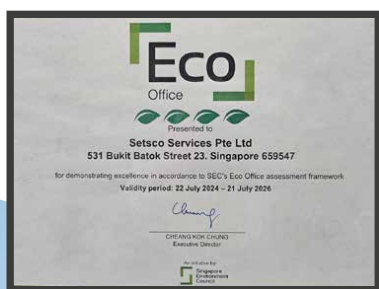 Eco
Office
Presented to
Setsco Services Pte Ltd
531 Bukit Batok Street 23. Singapore 659547
for demonstrating excellence in accordance to SEC's Eco Office assessment framework
Validity period: 22 July 2024 – 21 July 2026
CHEANG KOK CHUNG
Executive Director
An initiative by
Singapore
Environment
Council